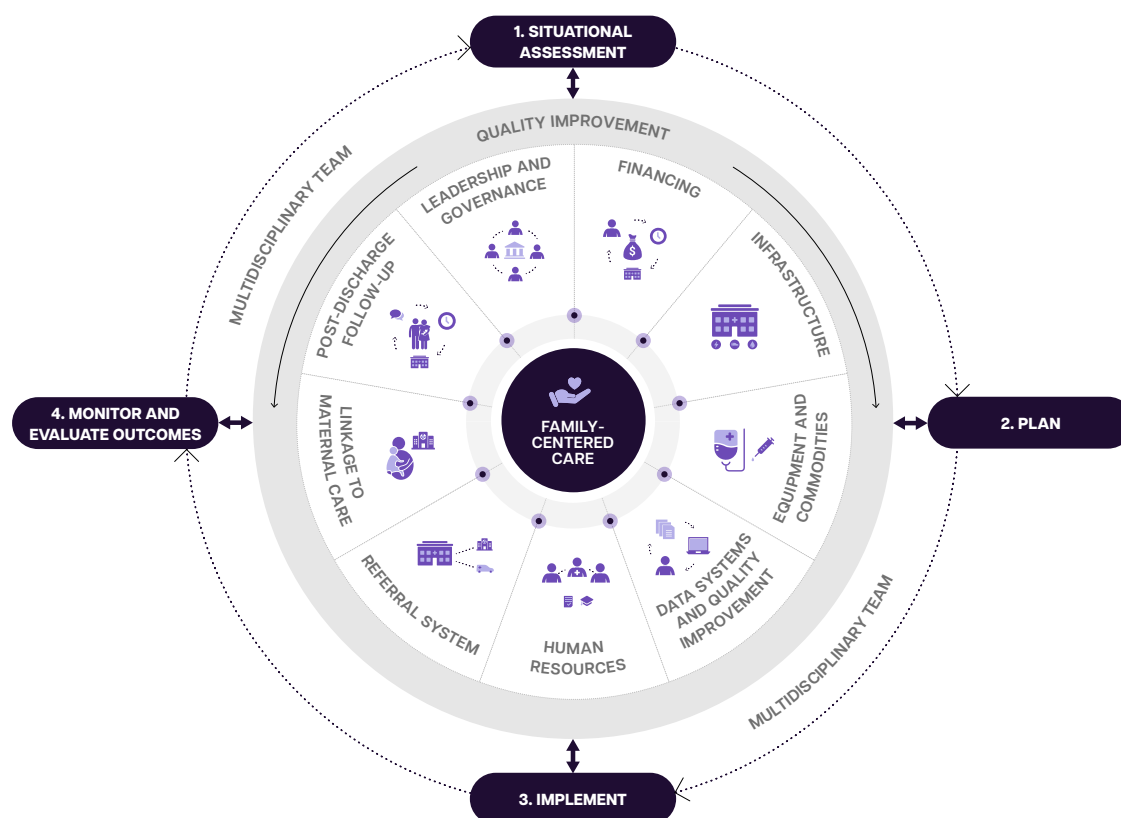 1. SITUATIONAL
ASSESSMENT
QUALITY IMPROVEMENT
MULTIDISCIPLINARY TEAM
LEADERSHIP AND
GOVERNANCE
FINANCING
INFRASTRUCTURE
EQUIPMENT AND
COMMODITIES
DATA SYSTEMS
AND QUALITY
IMPROVEMENT
HUMAN
RESOURCES
REFERRAL SYSTEM
LINKAGE TO
MATERNAL CARE
POST-DISCHARGE
FOLLOW-UP
FAMILY-
CENTERED
CARE
2. PLAN
MULTIDISCIPLINARY TEAM
3. IMPLEMENT
4. MONITOR AND
EVALUATE OUTCOMES